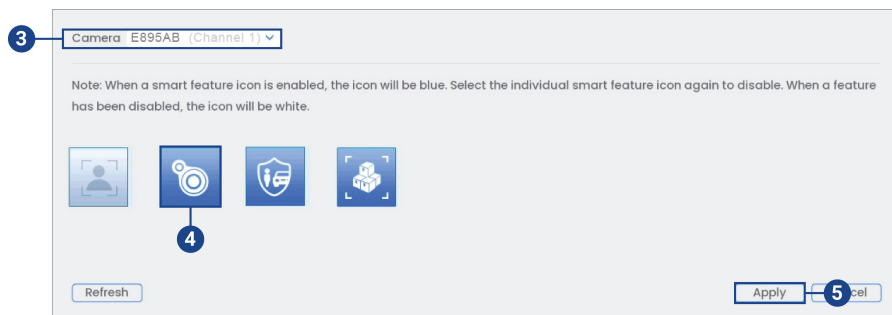 3
Camera E895AB (Channel 1)
Note: When a smart feature icon is enabled, the icon will be blue. Select the individual smart feature icon again to disable. When a feature
has been disabled, the icon will be white.
4
Refresh
Apply
5
cel